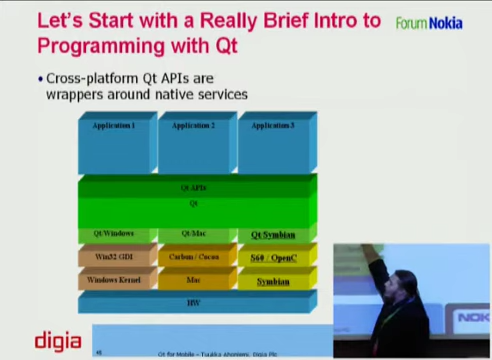 Let's Start with a Really Brief Intro to
Programming with Qt
Forum Nokia
• Cross-platform Qt APIs are
wrappers around native services
Application 1
Application 2
Application 3
Qt APIs
Qt
Qt/Windows
Qt/Mac
Qt/Symbian
Win32 GDI
Carbon / Cocoa
S60 / OpenC
Windows Kernel
Mac
Symbian
HW
NOK
digia
Qt for Mobile – Tuukka Ahoniemi, Digia Plc